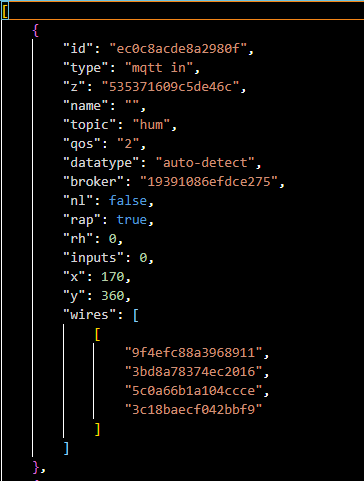 [
{
"id": "ec0c8acde8a2980f",
"type": "mqtt in",
"z": "535371609c5de46c",
"name": "",
"topic": "hum",
"qos": "2",
"datatype": "auto-detect",
"broker": "19391086efdce275",
"nl": false,
"rap": true,
"rh": 0,
"inputs": 0,
"x": 170,
"y": 360,
"wires": [
[
"9f4efc88a3968911",
"3bd8a78374ec2016",
"5c0a66b1a104ccce",
"3c18baecf042bbf9"
]
]
},